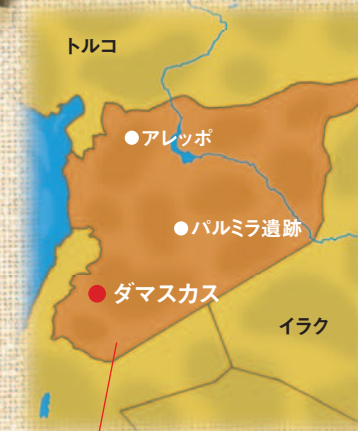 トルコ
アレッポ
パルミラ遺跡
ダマスカス
イラク